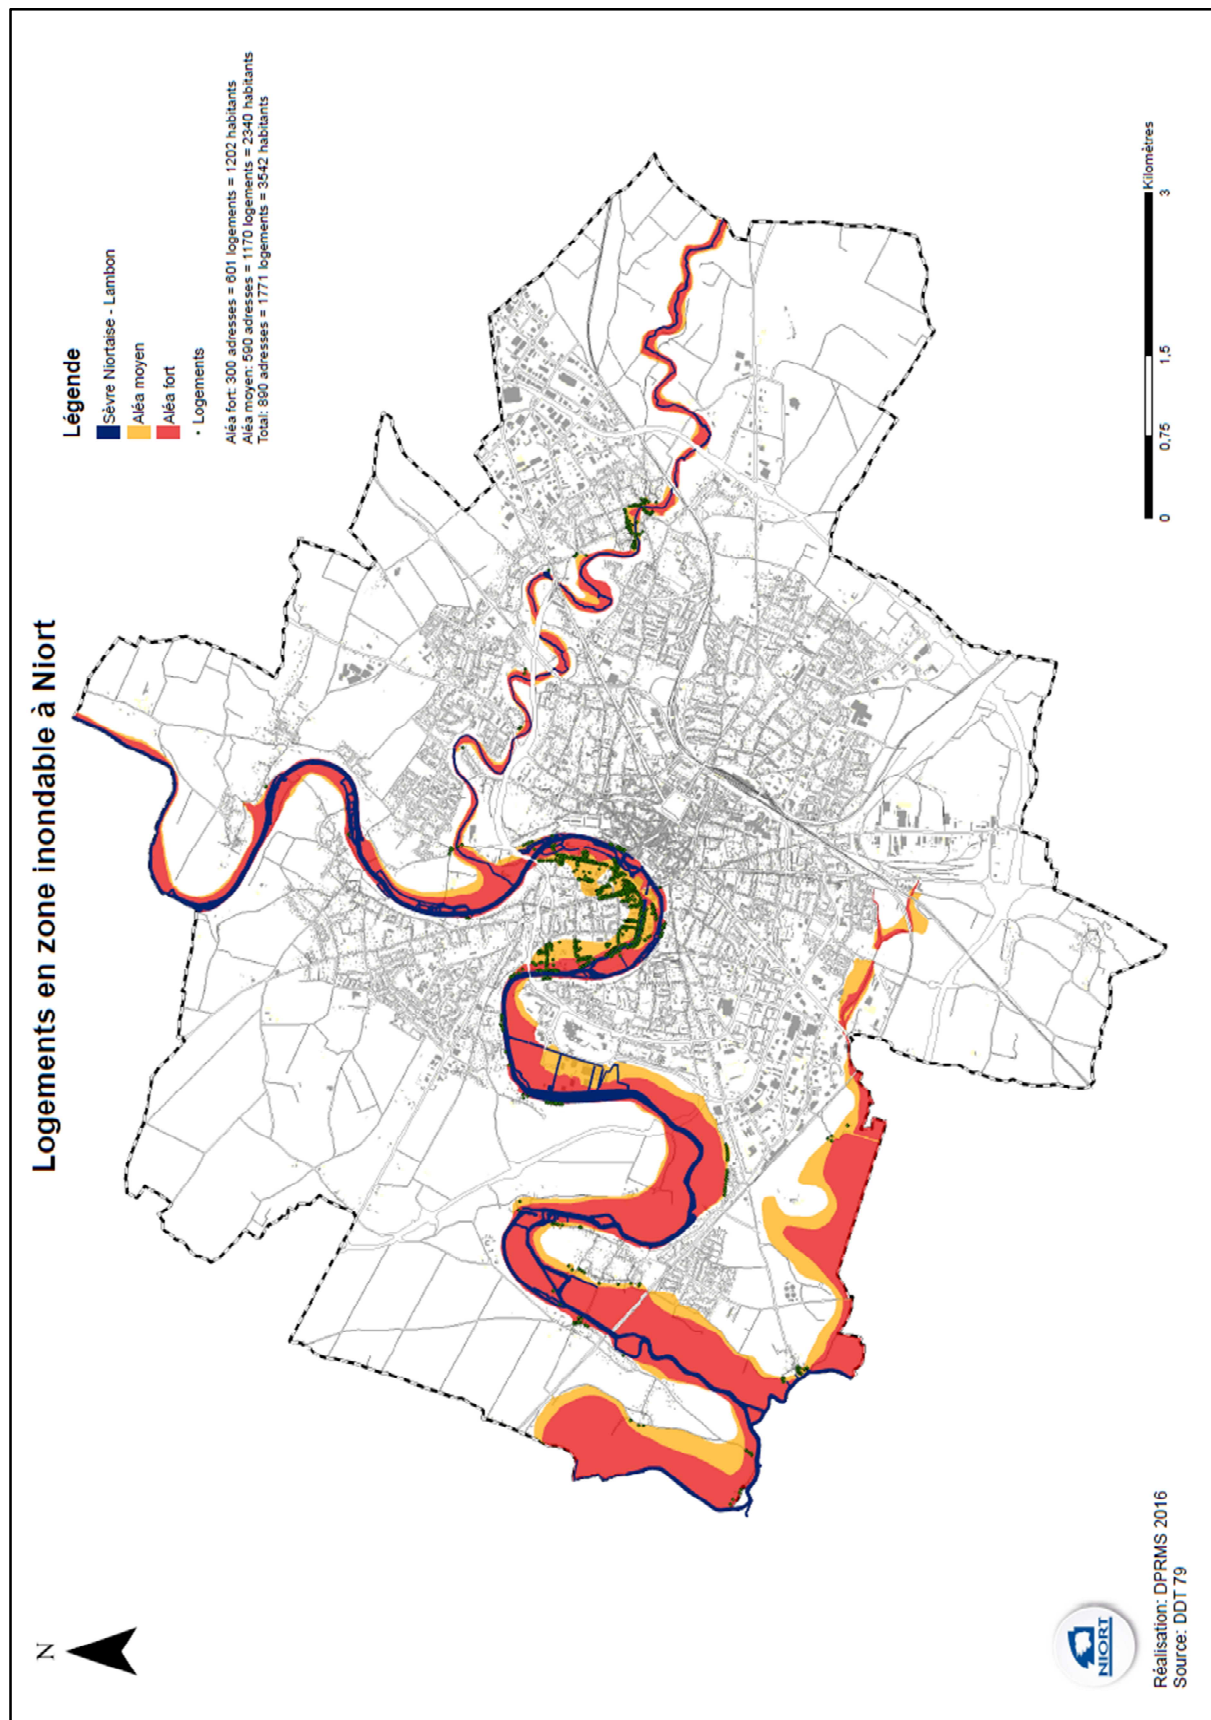 Logements en zone inondable à Niort
N
Légende
Sèvre Niortaise - Lambon
Aléa moyen
Aléa fort
Logements
Aléa fort: 300 adresses = 601 logements = 1202 habitants
Aléa moyen: 590 adresses = 1170 logements = 2340 habitants
Total: 890 adresses = 1771 logements = 3542 habitants
NIORT
Réalisation: DPRMS 2016
Source: DDT 79
0 0.75 1.5 3
Kilomètres